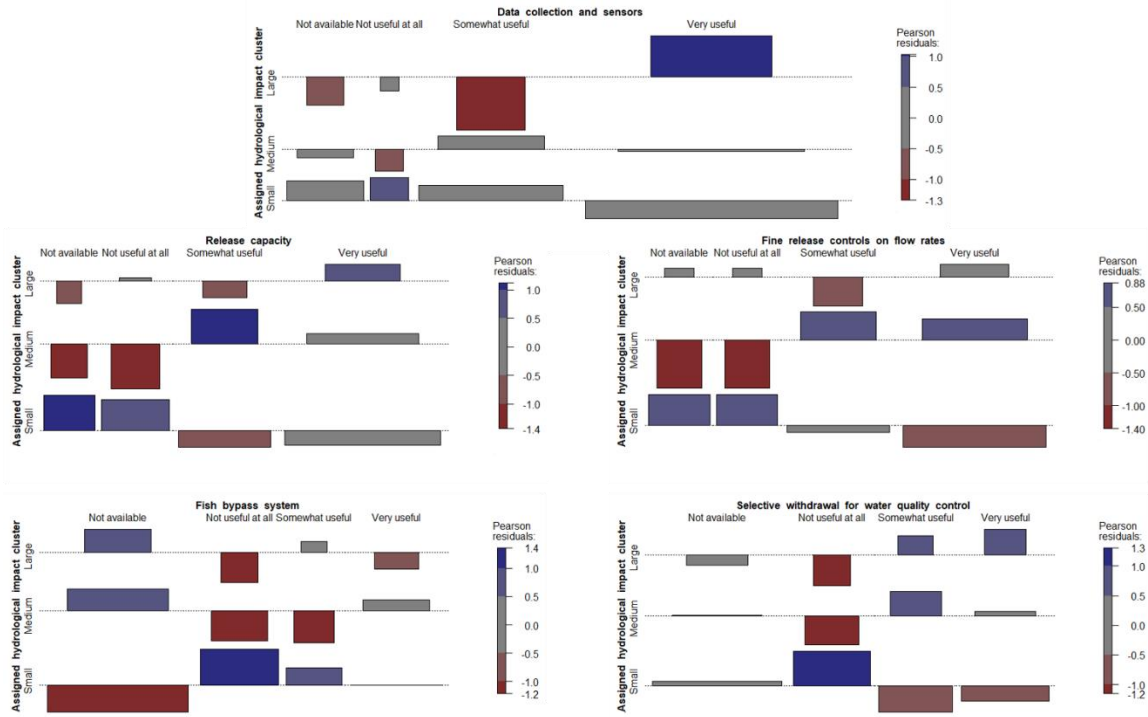 Data collection and sensors
Not available Not useful at all Somewhat useful Very useful
Assigned hydrological impact cluster
Large
Medium
Small
Pearson
residuals:
1.0
0.5
0.0
-0.5
-1.0
-1.3
Release capacity
Not available Not useful at all Somewhat useful Very useful
Assigned hydrological impact cluster
Large
Medium
Small
Pearson
residuals:
1.0
0.5
0.0
-0.5
-1.0
-1.4
Fine release controls on flow rates
Not available Not useful at all Somewhat useful Very useful
Assigned hydrological impact cluster
Large
Medium
Small
Pearson
residuals:
0.88
0.50
0.00
-0.50
-1.00
-1.40
Fish bypass system
Not available Not useful at all Somewhat useful Very useful
Assigned hydrological impact cluster
Large
Medium
Small
Pearson
residuals:
1.4
1.0
0.5
0.0
-0.5
-1.0
-1.2
Selective withdrawal for water quality control
Not available Not useful at all Somewhat useful Very useful
Assigned hydrological impact cluster
Large
Medium
Small
Pearson
residuals:
1.3
1.0
0.5
0.0
-0.5
-1.0
-1.2